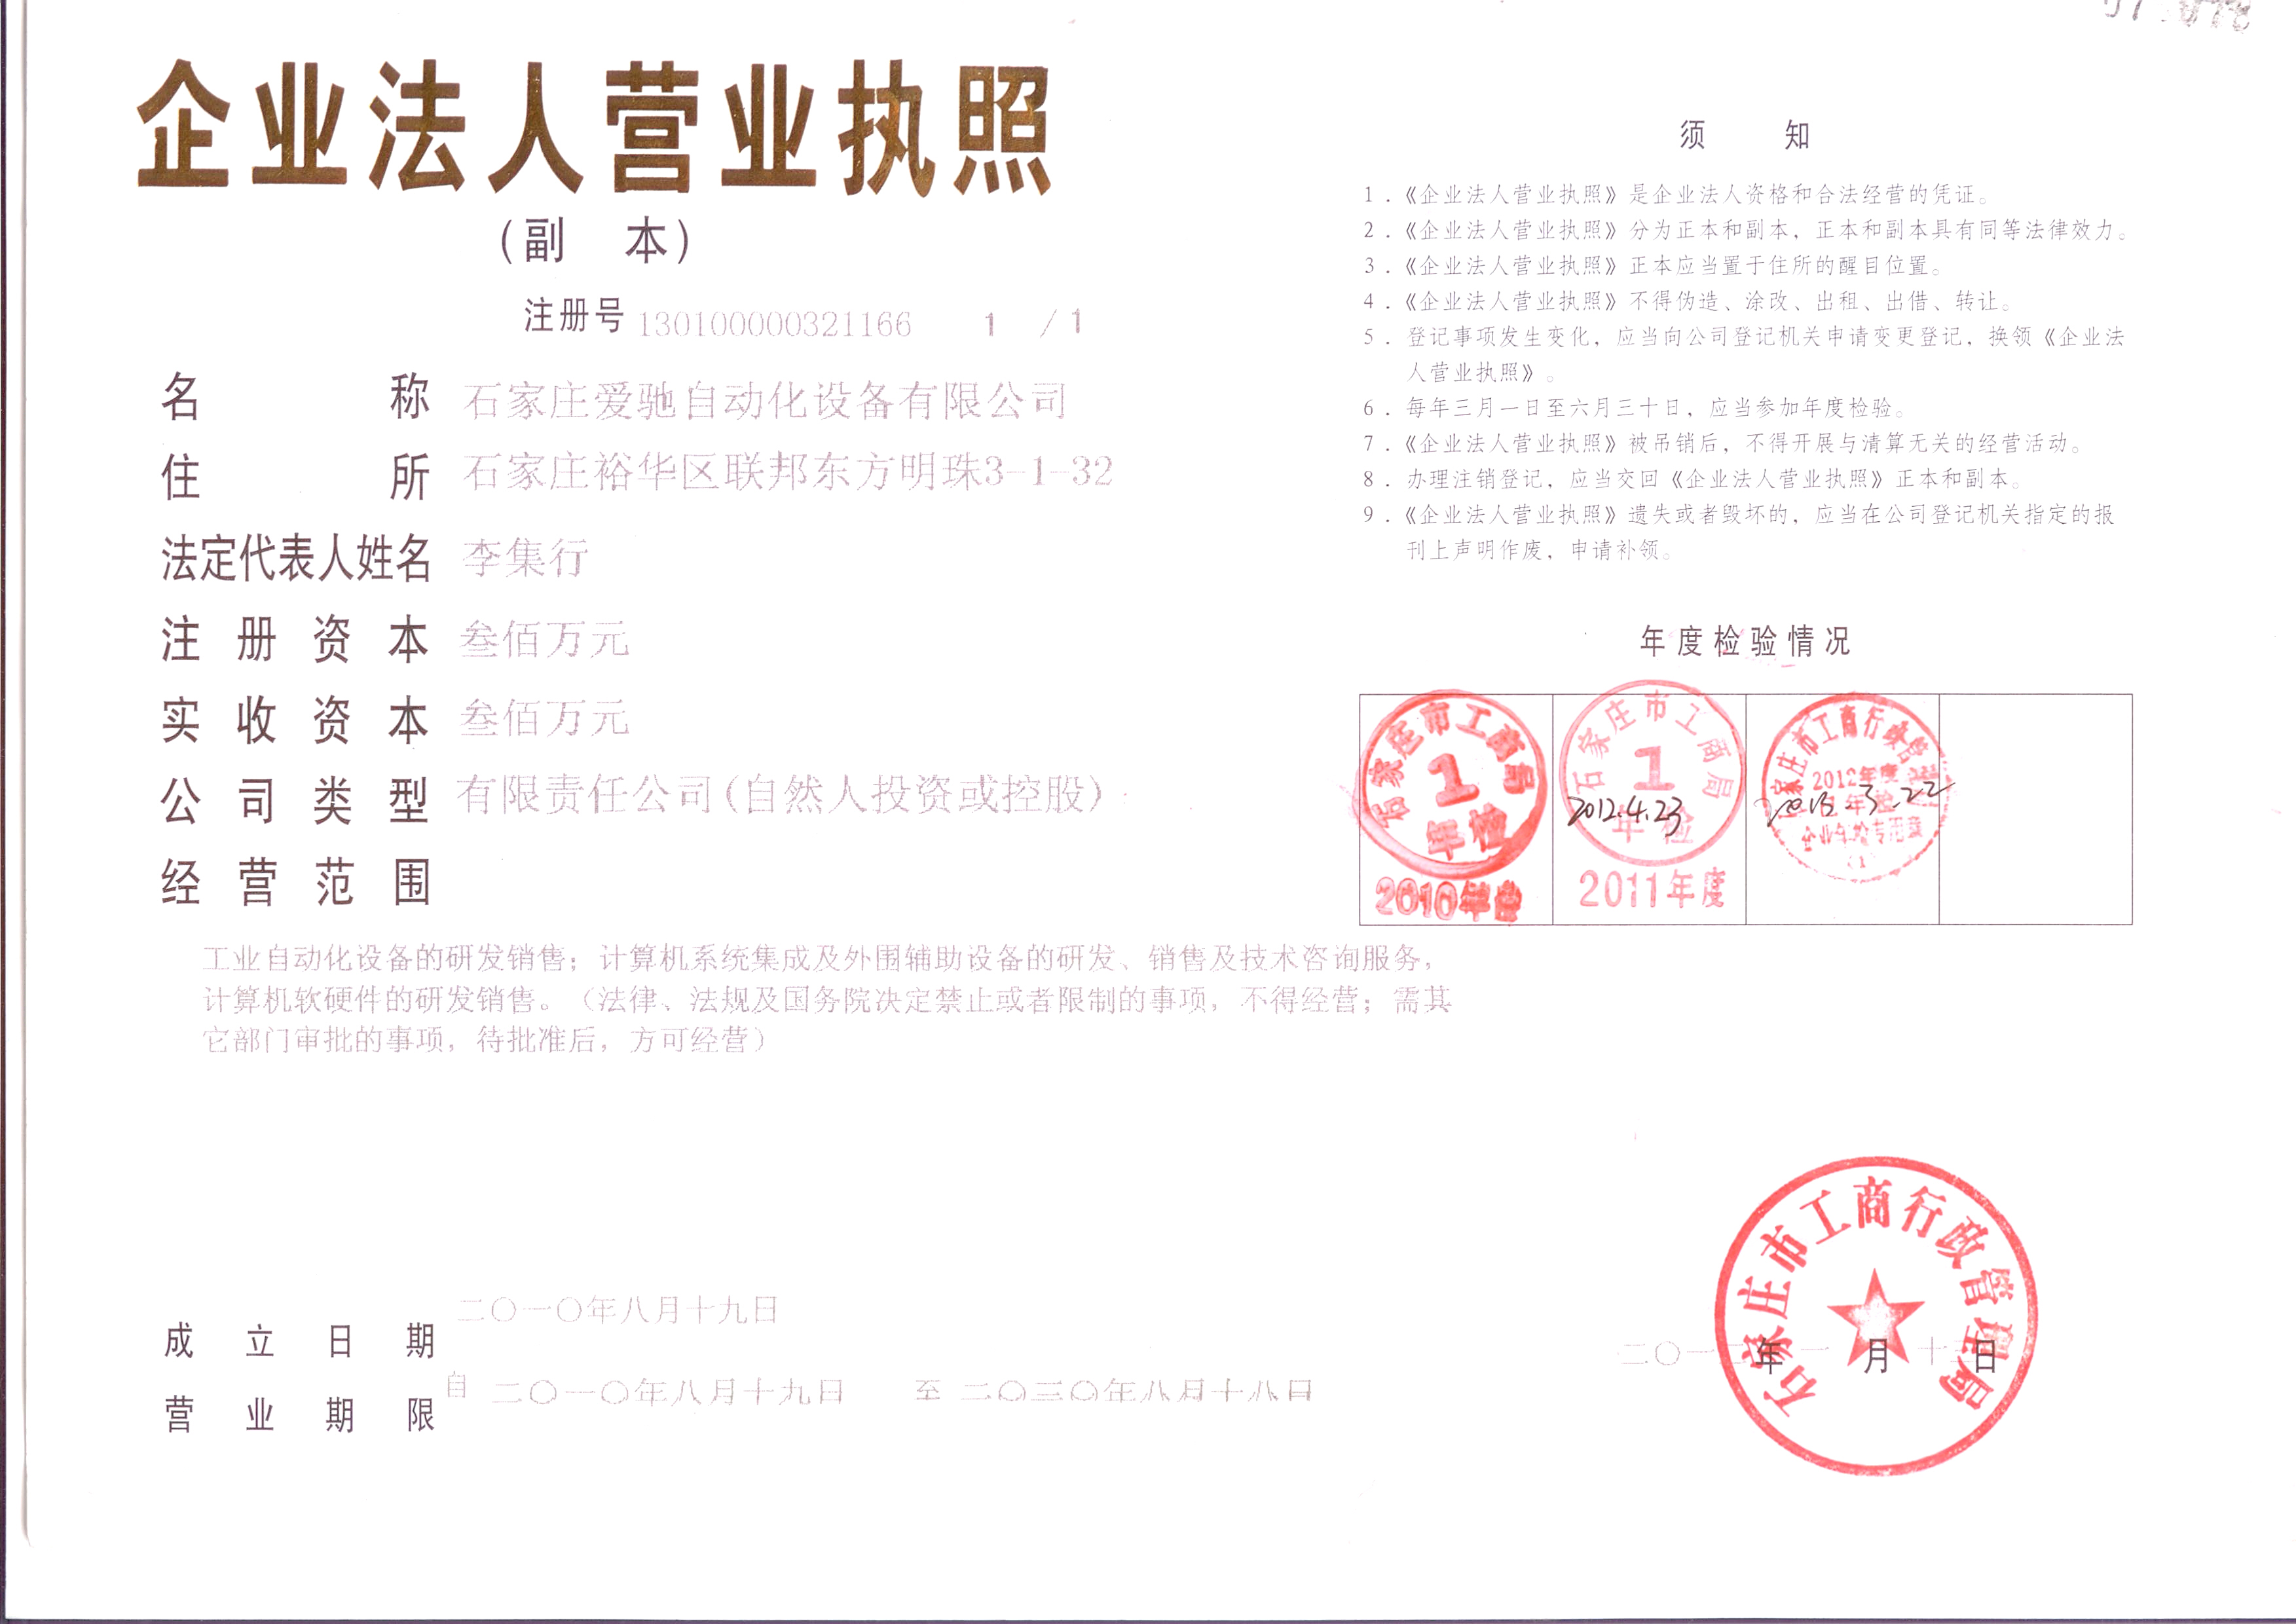 企业法人营业执照
（副 本）
注册号 130100000321166 1 / 1
名 称 石家庄爱驰自动化设备有限公司
住 所 石家庄裕华区联邦东方明珠3-1-32
法定代表人姓名 李集行
注 册 资 本 叁佰万元
实 收 资 本 叁佰万元
公 司 类 型 有限责任公司(自然人投资或控股)
经 营 范 围
工业自动化设备的研发销售；计算机系统集成及外围辅助设备的研发、销售及技术咨询服务，
计算机软硬件的研发销售。（法律、法规及国务院决定禁止或者限制的事项，不得经营；需其
它部门审批的事项，待批准后，方可经营）
成 立 日 期 二〇一〇年八月十九日
营 业 期 限 自 二〇一〇年八月十九日 至 二〇三〇年八月十八日
须 知
1．《企业法人营业执照》是企业法人资格和合法经营的凭证。
2．《企业法人营业执照》分为正本和副本，正本和副本具有同等法律效力。
3．《企业法人营业执照》正本应当置于住所的醒目位置。
4．《企业法人营业执照》不得伪造、涂改、出租、出借、转让。
5．登记事项发生变化，应当向公司登记机关申请变更登记，换领《企业法
人营业执照》。
6．每年三月一日至六月三十日，应当参加年度检验。
7．《企业法人营业执照》被吊销后，不得开展与清算无关的经营活动。
8．办理注销登记，应当交回《企业法人营业执照》正本和副本。
9．《企业法人营业执照》遗失或者毁坏的，应当在公司登记机关指定的报
刊上声明作废，申请补领。
年度检验情况
石家庄市工商局
1
年检
2010年度
石家庄市工商局
1
2012.4.23
年检
2011年度
家庄市工商行政管
2012年度
2013.3.22
年检
企业年检专用章
(1)
石家庄市工商行政管理局
年 月 日